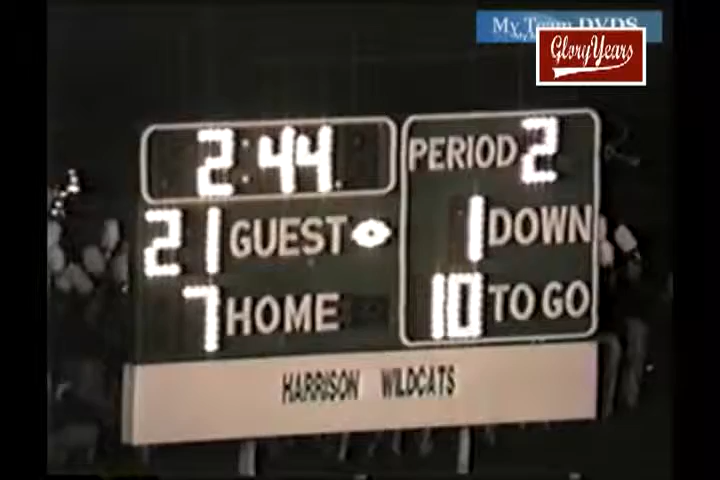 My Team DVDS
Glory Years
2:44
PERIOD 2
21 GUEST
1 DOWN
7 HOME
10 TO GO
HARRISON WILDCATS